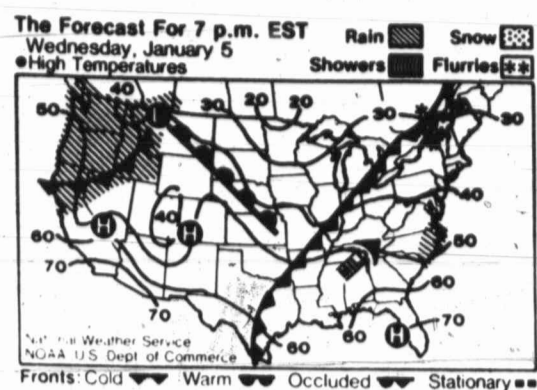 The Forecast For 7 p.m. EST
Wednesday, January 5
●High Temperatures
Rain Snow
Showers Flurries **
40 30 20 20 30 30
50
L
40
40
H H
60
50
70
60
70
70
60 60
H
Weather Service
NOAA US Dept of Commerce
Fronts: Cold Warm Occluded Stationary